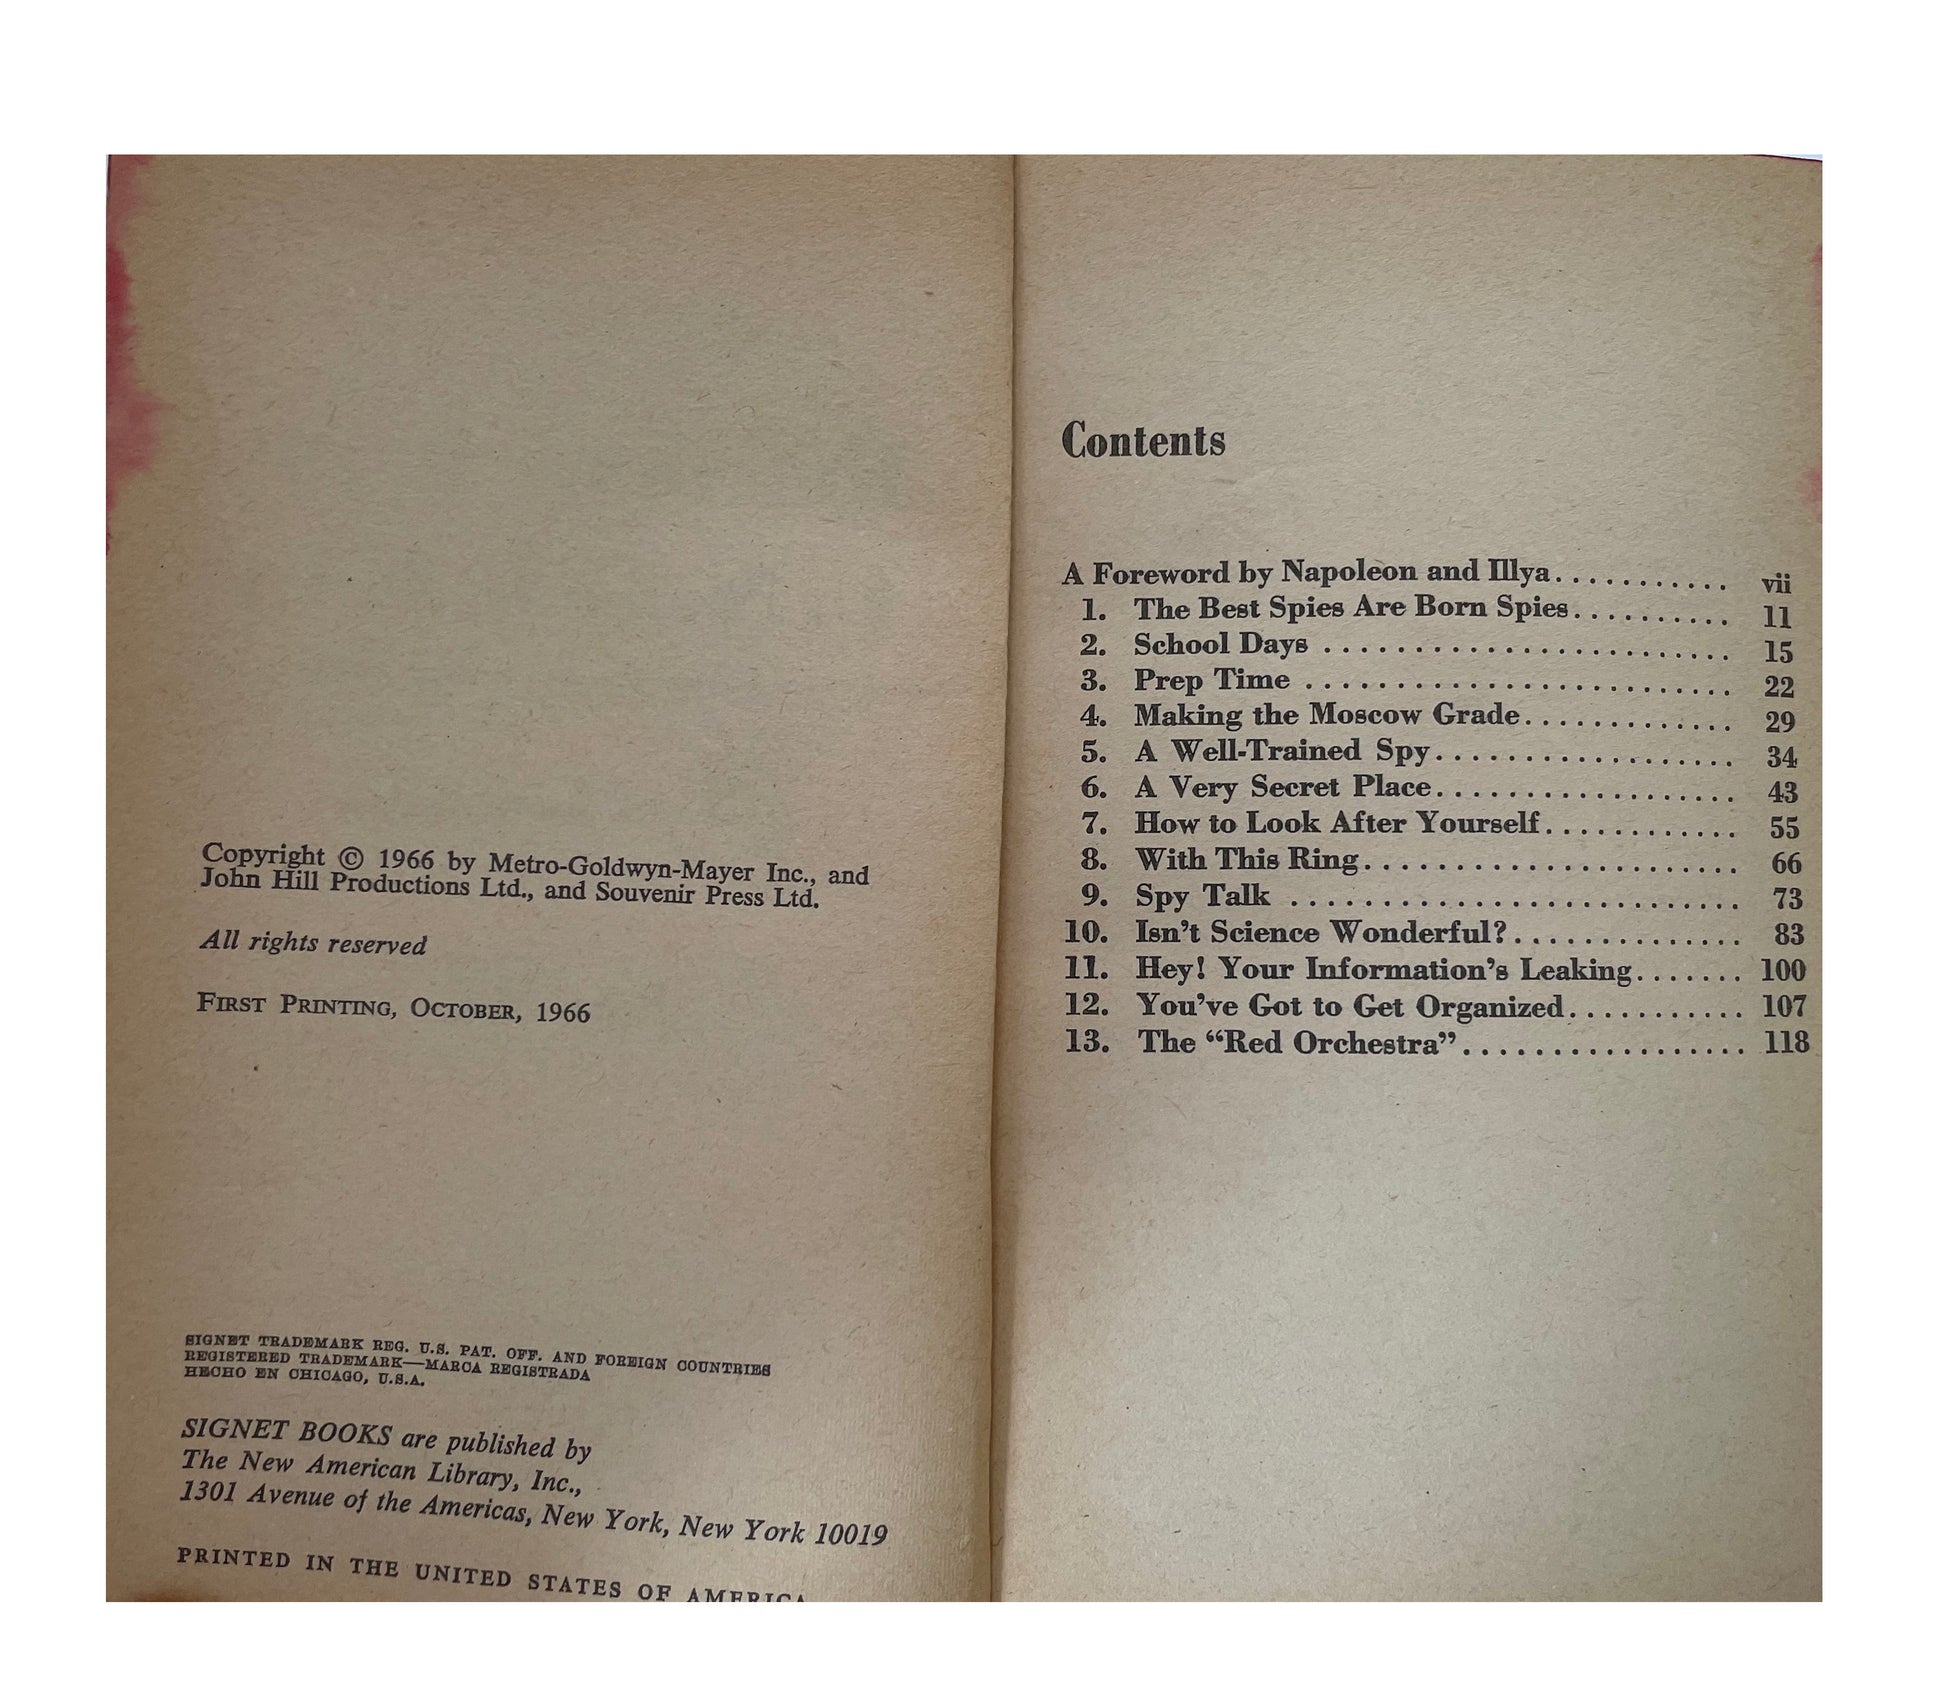 Copyright © 1966 by Metro-Goldwyn-Mayer Inc., and
John Hill Productions Ltd., and Souvenir Press Ltd.
All rights reserved
FIRST PRINTING, OCTOBER, 1966
SIGNET TRADEMARK REG. U.S. PAT. OFF. AND FOREIGN COUNTRIES
REGISTERED TRADEMARK—MARCA REGISTRADA
HECHO EN CHICAGO, U.S.A.
SIGNET BOOKS are published by
The New American Library, Inc.,
1301 Avenue of the Americas, New York, New York 10019
PRINTED IN THE UNITED STATES OF AMERICA
Contents
A Foreword by Napoleon and Illya........... vii
1. The Best Spies Are Born Spies.......... 11
2. School Days ....................... 15
3. Prep Time ........................ 22
4. Making the Moscow Grade............. 29
5. A Well-Trained Spy................. 34
6. A Very Secret Place................. 43
7. How to Look After Yourself............ 55
8. With This Ring..................... 66
9. Spy Talk ......................... 73
10. Isn't Science Wonderful?.............. 83
11. Hey! Your Information's Leaking....... 100
12. You've Got to Get Organized........... 107
13. The “Red Orchestra”................. 118